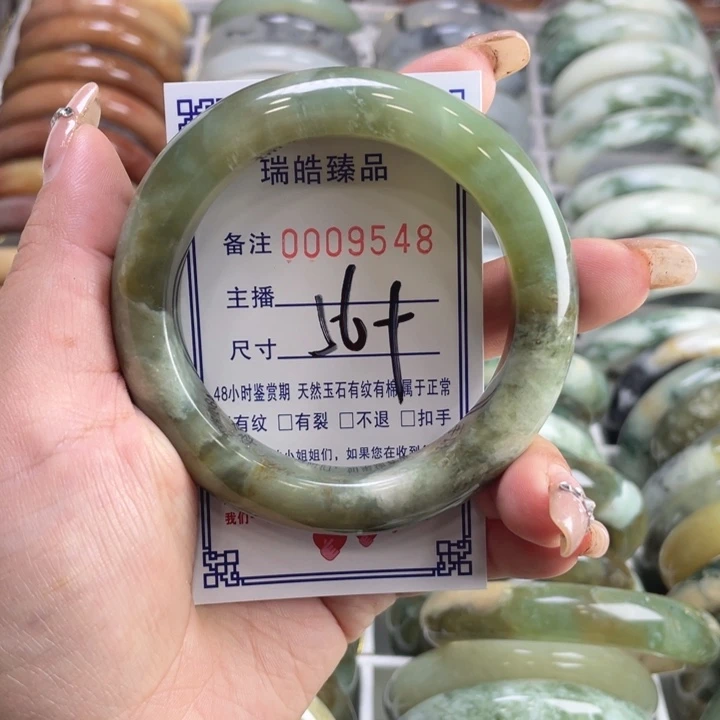 瑞皓臻品
备注 0009548
主播
尺寸 56+
48小时鉴赏期 天然玉石有纹有棉属于正常
有纹 □有裂 □不退 □扣手
小姐姐们，如果您在收到
我们